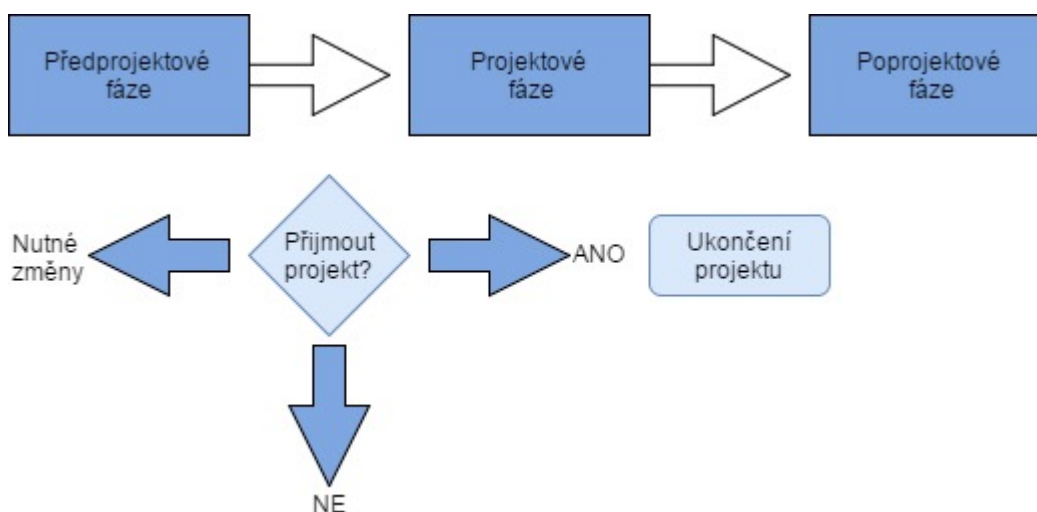 Předprojektové
fáze
Projektové
fáze
Poprojektové
fáze
Nutné
změny
Přijmout
projekt?
ANO
Ukončení
projektu
NE